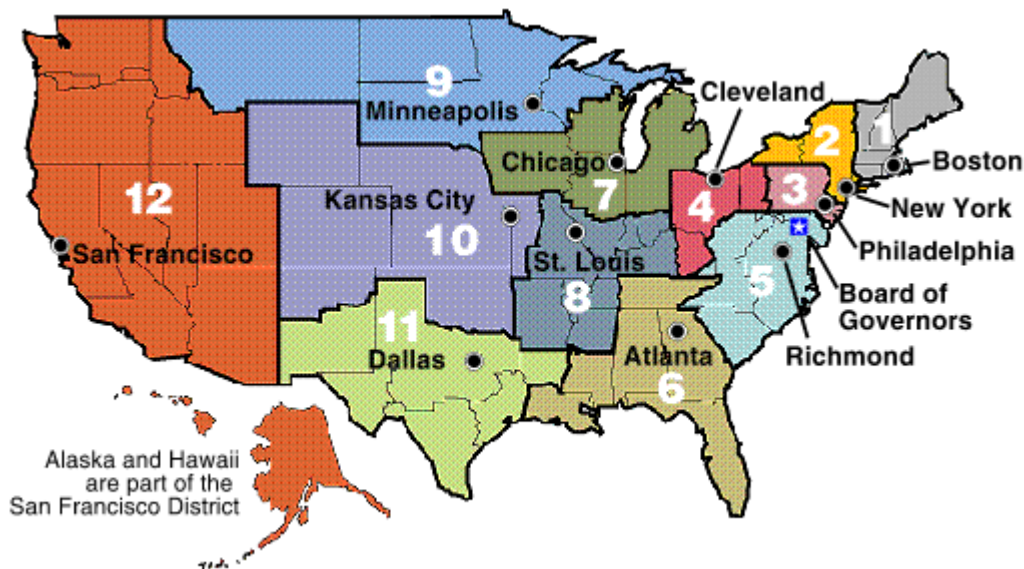 Cleveland
9
Minneapolis
2
1
Chicago
Boston
12
7
4
3
Kansas City
New York
10
San Francisco
Philadelphia
St. Louis
8
5
Board of
Governors
11
Richmond
Dallas
Atlanta
6
Alaska and Hawaii
are part of the
San Francisco District